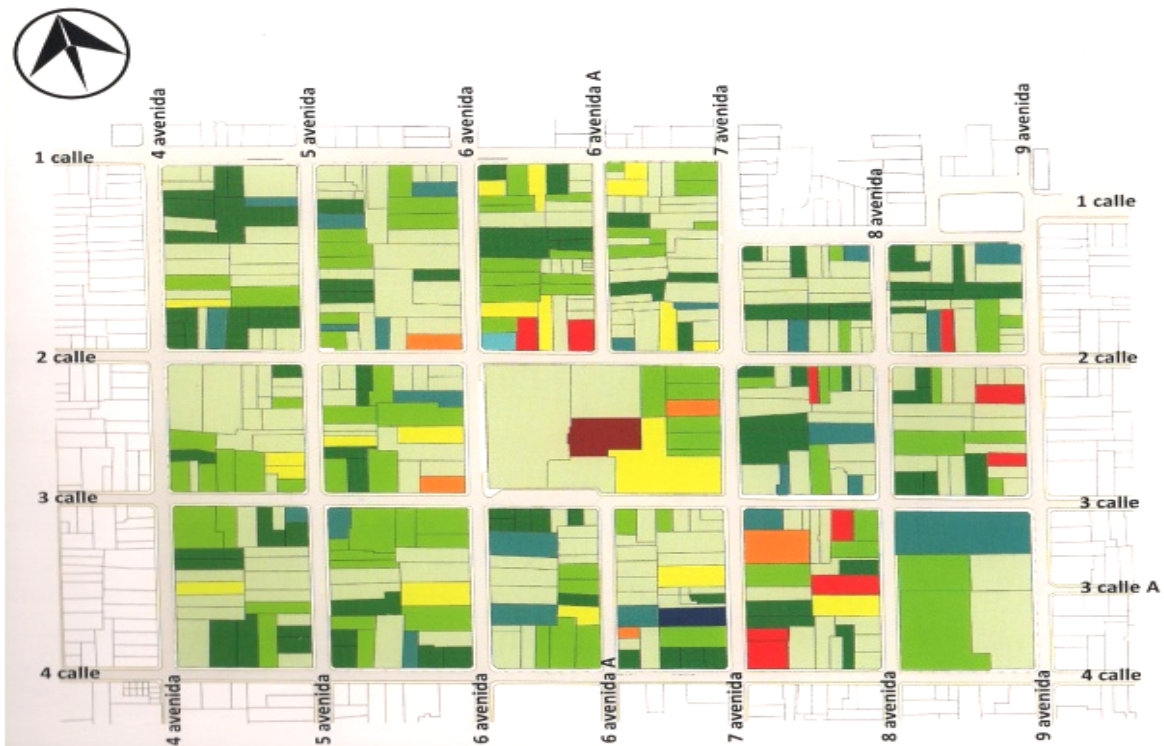 4 avenida
5 avenida
6 avenida
6 avenida A
7 avenida
9 avenida
1 calle
8 avenida
1 calle
2 calle
2 calle
3 calle
3 calle
3 calle A
4 calle
4 calle
4 avenida
5 avenida
6 avenida
6 avenida A
7 avenida
8 avenida
9 avenida